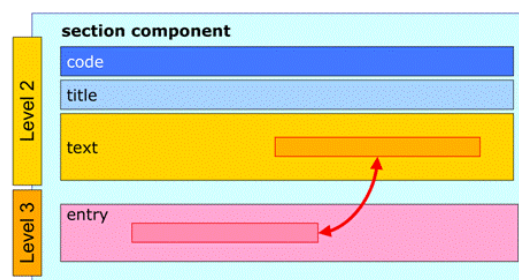 section component
Level 2
code
title
text
Level 3
entry